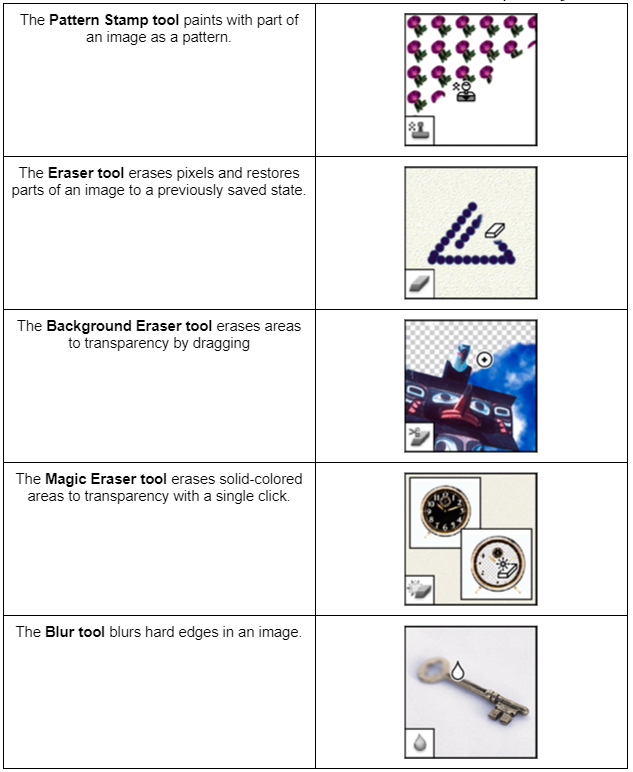 The Pattern Stamp tool paints with part of
an image as a pattern.
The Eraser tool erases pixels and restores
parts of an image to a previously saved state.
The Background Eraser tool erases areas
to transparency by dragging
The Magic Eraser tool erases solid-colored
areas to transparency with a single click.
The Blur tool blurs hard edges in an image.